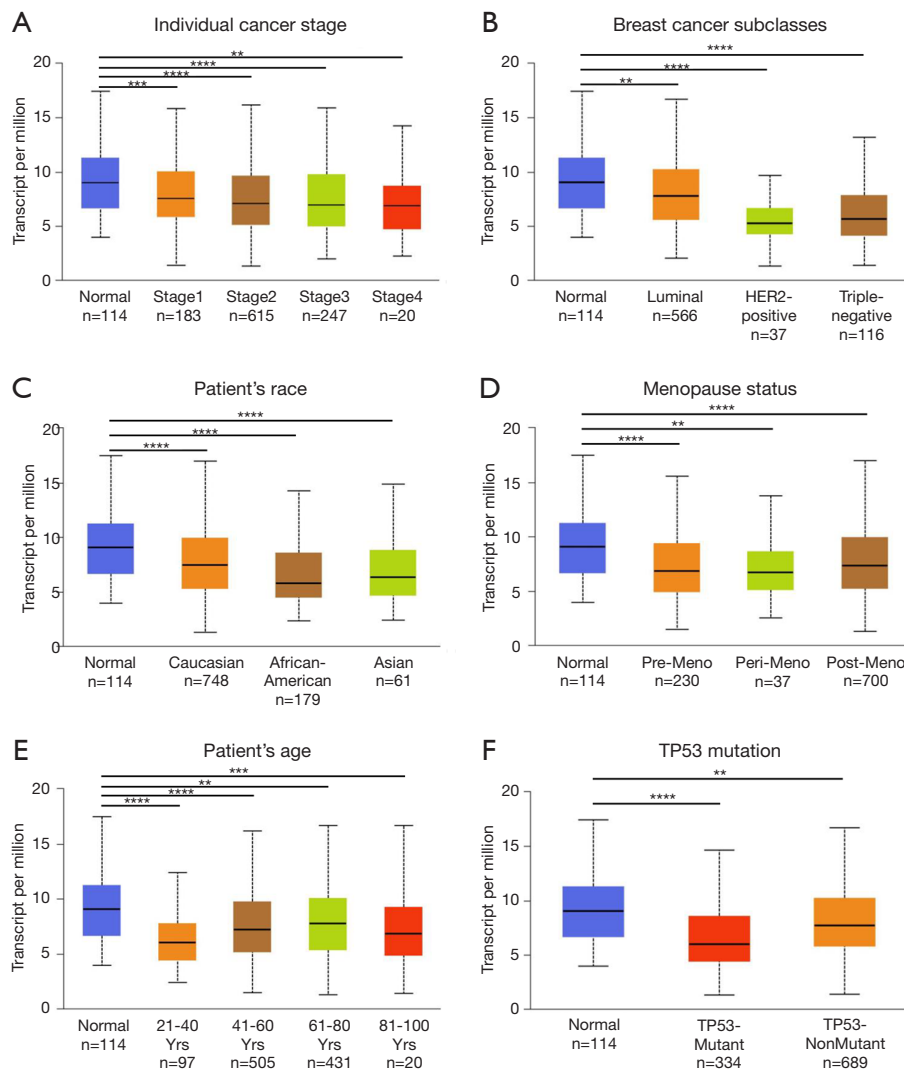 A
Individual cancer stage
**
****
****
***
Transcript per million
20
15
10
5
0
Normal Stage1 Stage2 Stage3 Stage4
n=114 n=183 n=615 n=247 n=20
B
Breast cancer subclasses
****
****
**
Transcript per million
20
15
10
5
0
Normal Luminal HER2- Triple-
n=114 n=566 positive negative
n=37 n=116
C
Patient's race
****
****
****
Transcript per million
20
15
10
5
0
Normal Caucasian African- Asian
n=114 n=748 American n=61
n=179
D
Menopause status
****
**
****
Transcript per million
20
15
10
5
0
Normal Pre-Meno Peri-Meno Post-Meno
n=114 n=230 n=37 n=700
E
Patient's age
***
**
****
****
Transcript per million
20
15
10
5
0
Normal 21-40 41-60 61-80 81-100
n=114 Yrs Yrs Yrs Yrs
n=97 n=505 n=431 n=20
F
TP53 mutation
**
****
Transcript per million
20
15
10
5
0
Normal TP53- TP53-
n=114 Mutant NonMutant
n=334 n=689